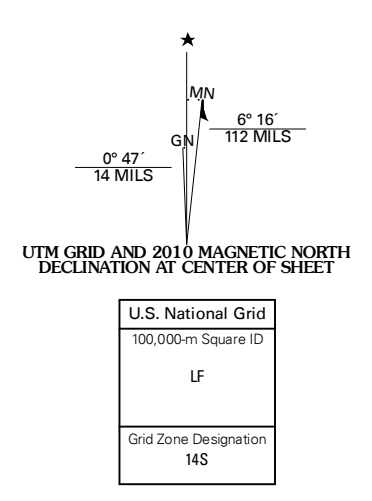 MN
6° 16´
112 MILS
GN
0° 47´
14 MILS
UTM GRID AND 2010 MAGNETIC NORTH
DECLINATION AT CENTER OF SHEET
U.S. National Grid
100,000-m Square ID
LF
Grid Zone Designation
14S